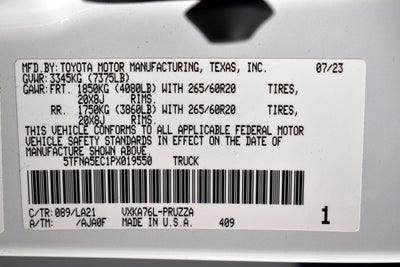 MFD.BY:TOYOTA MOTOR MANUFACTURING, TEXAS, INC. 07/23
GVWR:3345KG (7375LB)
GAWR:FRT. 1850KG (4080LB) WITH 265/60R20 TIRES,
20X8J RIMS.
RR. 1750KG (3860LB) WITH 265/60R20 TIRES,
20X8J RIMS.
THIS VEHICLE CONFORMS TO ALL APPLICABLE FEDERAL MOTOR
VEHICLE SAFETY STANDARDS IN EFFECT ON THE DATE OF
MANUFACTURE SHOWN ABOVE.
5TFNA5EC1PX019550 TRUCK
C/TR:089/LA21 VXKA76L-PRUZZA
A/TM: /AJA0F MADE IN U.S.A. 409 1